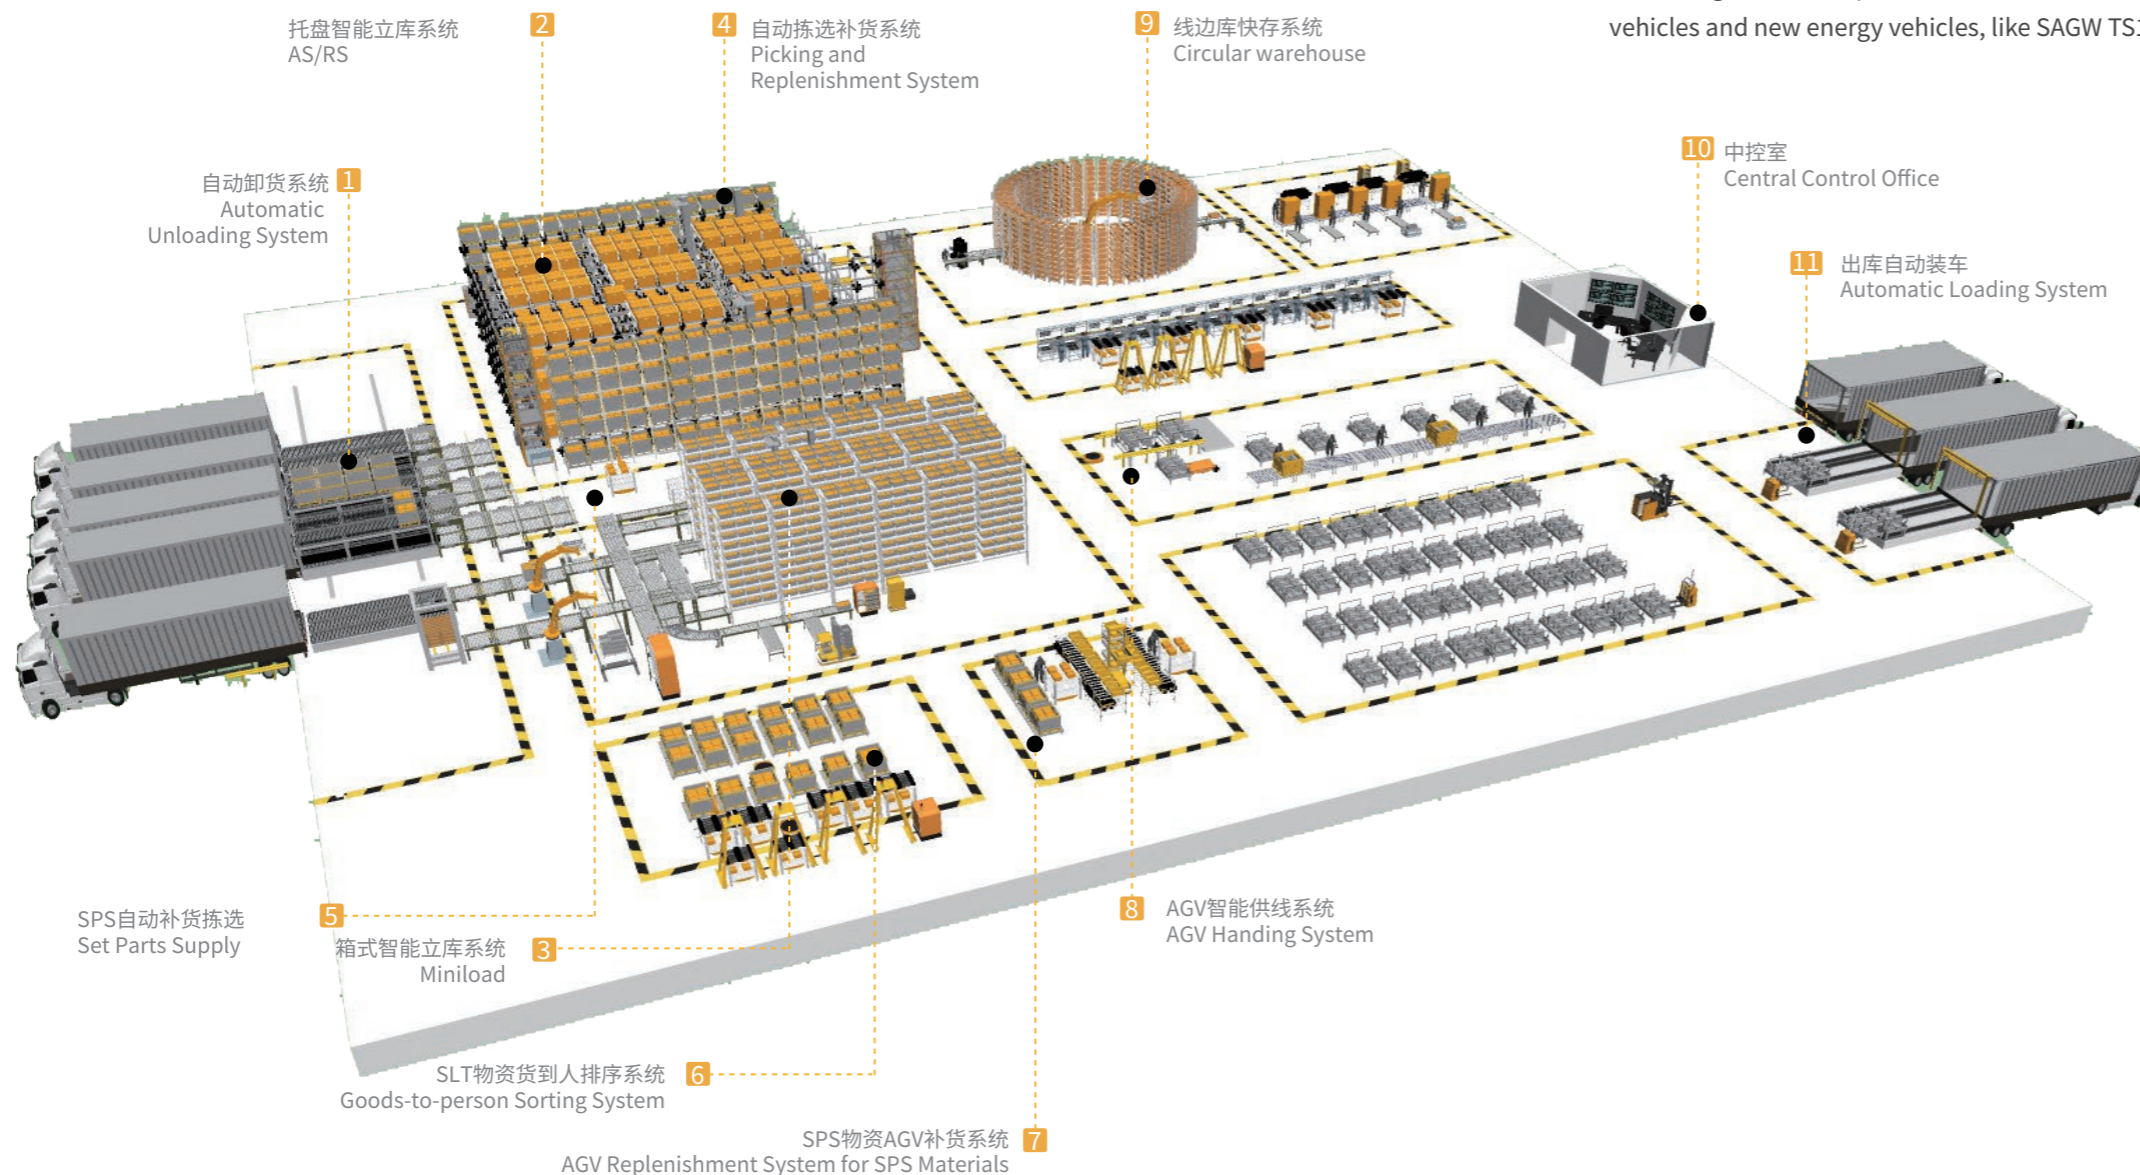 托盘智能立库系统
AS/RS
2
4
自动拣选补货系统
Picking and
Replenishment System
9
线边库快存系统
Circular warehouse
vehicles and new energy vehicles, like SAGW TS1
自动卸货系统
1
Automatic
Unloading System
10
中控室
Central Control Office
11
出库自动装车
Automatic Loading System
SPS自动补货拣选
Set Parts Supply
5
箱式智能立库系统
Miniload
3
8
AGV智能供线系统
AGV Handing System
SLT物资货到人排序系统
Goods-to-person Sorting System
6
SPS物资AGV补货系统
AGV Replenishment System for SPS Materials
7